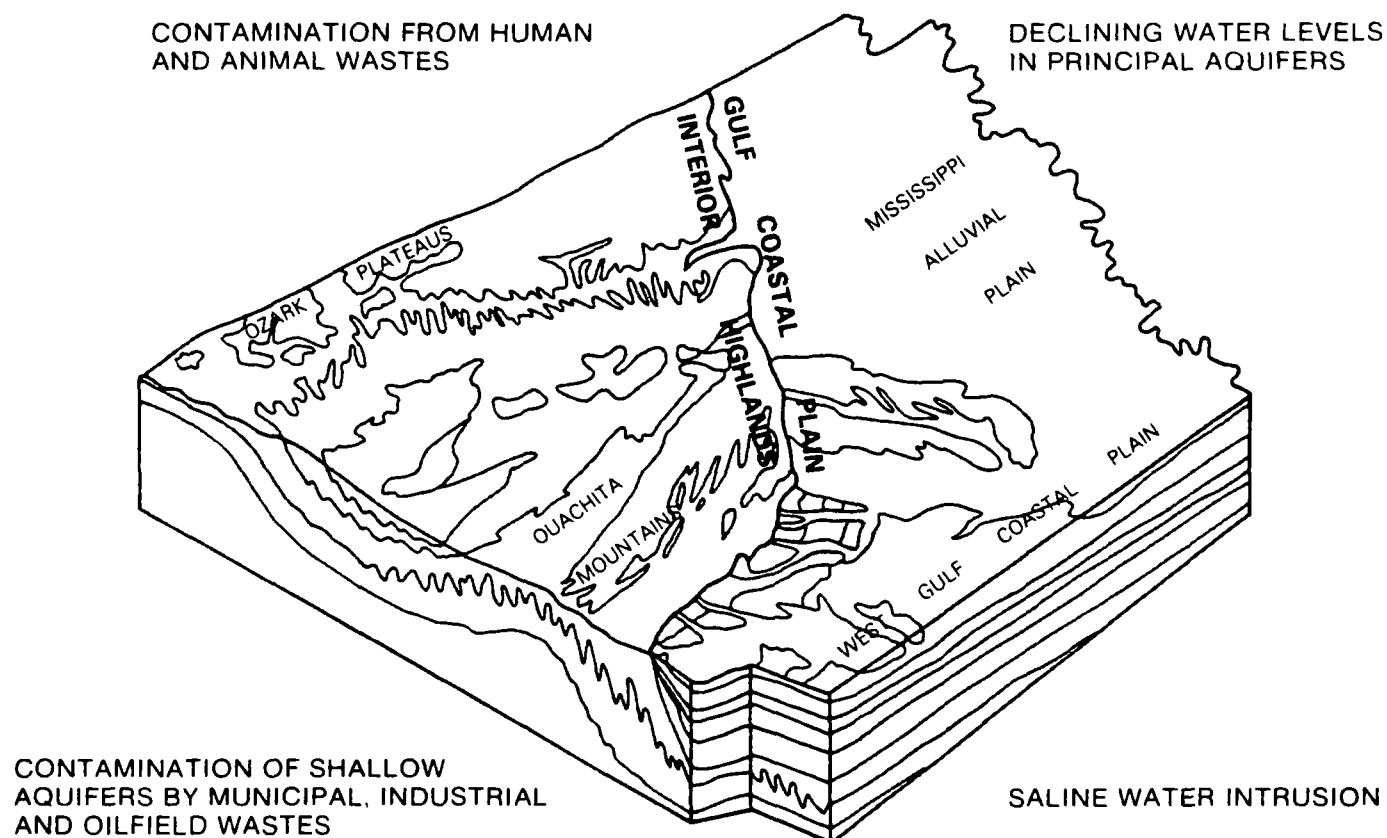 CONTAMINATION FROM HUMAN
AND ANIMAL WASTES
DECLINING WATER LEVELS
IN PRINCIPAL AQUIFERS
GULF
COASTAL
PLAIN
INTERIOR
HIGHLANDS
MISSISSIPPI
ALLUVIAL
PLAIN
OZARK
PLATEAUS
OUACHITA
MOUNTAINS
WEST GULF COASTAL PLAIN
CONTAMINATION OF SHALLOW
AQUIFERS BY MUNICIPAL, INDUSTRIAL
AND OILFIELD WASTES
SALINE WATER INTRUSION